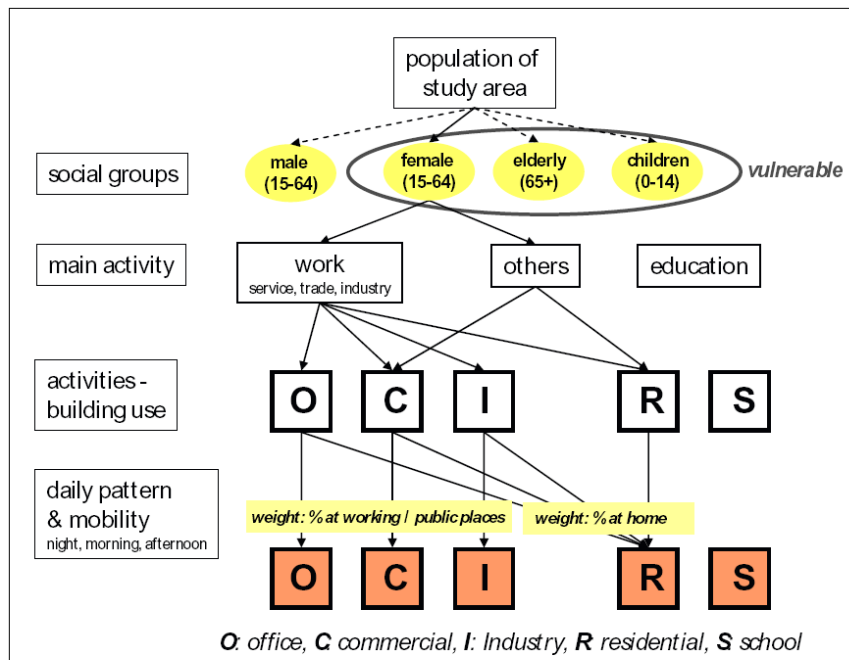 population of
study area
social groups
male
(15-64)
female
(15-64)
elderly
(65+)
children
(0-14)
vulnerable
main activity
work
service, trade, industry
others
education
activities -
building use
O
C
I
R
S
daily pattern
& mobility
night, morning, afternoon
weight: % at working / public places
weight: % at home
O
C
I
R
S
O: office, C: commercial, I: Industry, R: residential, S: school